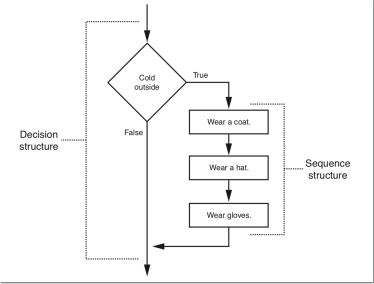 Cold
outside
True
Wear a coat.
False
Decision
structure
Wear a hat.
Sequence
structure
Wear gloves.